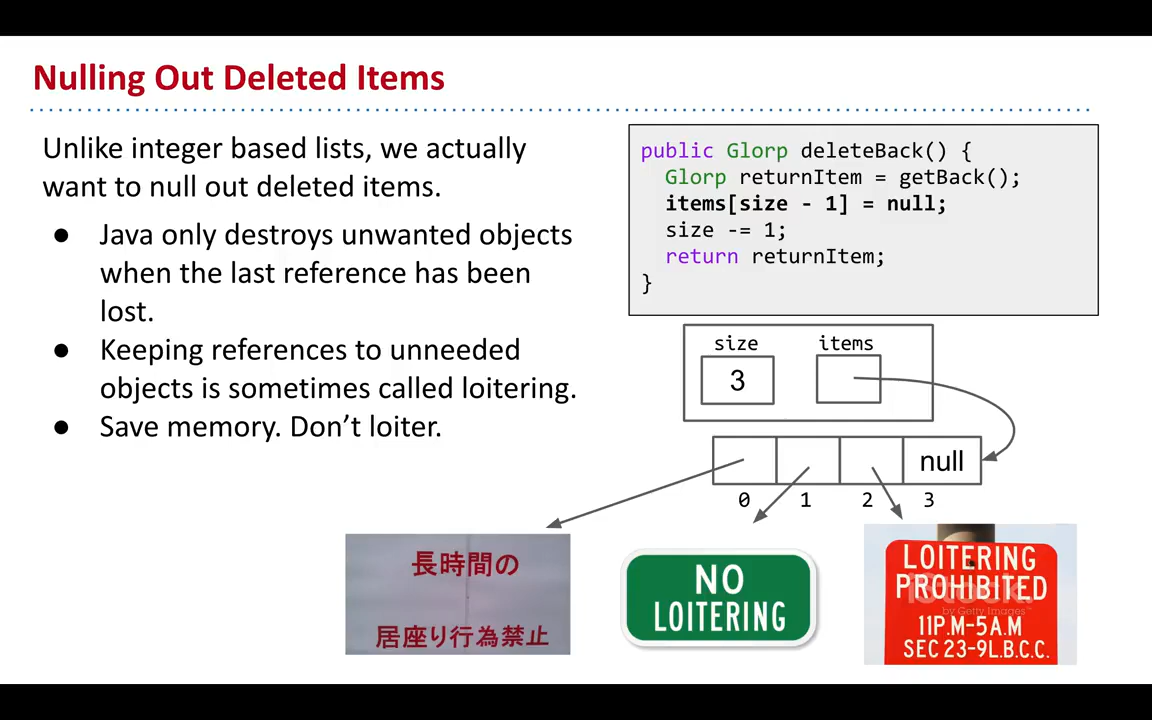 Nulling Out Deleted Items
Unlike integer based lists, we actually
want to null out deleted items.
● Java only destroys unwanted objects
when the last reference has been
lost.
● Keeping references to unneeded
objects is sometimes called loitering.
● Save memory. Don’t loiter.
public Glorp deleteBack() {
Glorp returnItem = getBack();
items[size - 1] = null;
size -= 1;
return returnItem;
}
size items
3
null
0 1 2 3
長時間の
居座り行為禁止
NO
LOITERING
LOITERING
PROHIBITED
iStock.
by Getty Images™
11P.M-5A.M
SEC 23-9L.B.C.C.